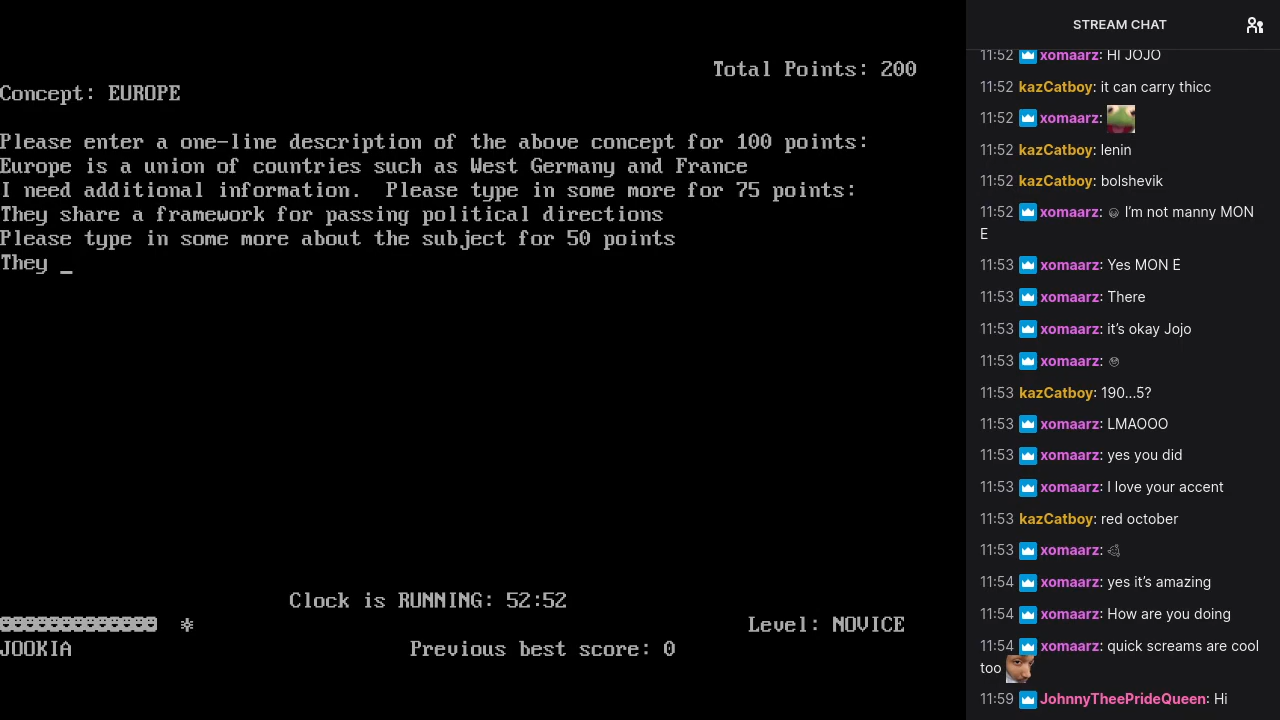 Total Points: 200
Concept: EUROPE
Please enter a one-line description of the above concept for 100 points:
Europe is a union of countries such as West Germany and France
I need additional information.  Please type in some more for 75 points:
They share a framework for passing political directions
Please type in some more about the subject for 50 points
They _
Clock is RUNNING: 52:52
* Level: NOVICE
JOOKIA Previous best score: 0
STREAM CHAT
11:52 xomaarz: HI JOJO
11:52 kazCatboy: it can carry thicc
11:52 xomaarz:
11:52 kazCatboy: lenin
11:52 kazCatboy: bolshevik
11:52 xomaarz: I'm not manny MON
E
11:53 xomaarz: Yes MON E
11:53 xomaarz: There
11:53 xomaarz: it's okay Jojo
11:53 xomaarz:
11:53 kazCatboy: 190...5?
11:53 xomaarz: LMAOOO
11:53 xomaarz: yes you did
11:53 xomaarz: I love your accent
11:53 kazCatboy: red october
11:53 xomaarz:
11:54 xomaarz: yes it's amazing
11:54 xomaarz: How are you doing
11:54 xomaarz: quick screams are cool
too
11:59 JohnnyTheePrideQueen: Hi